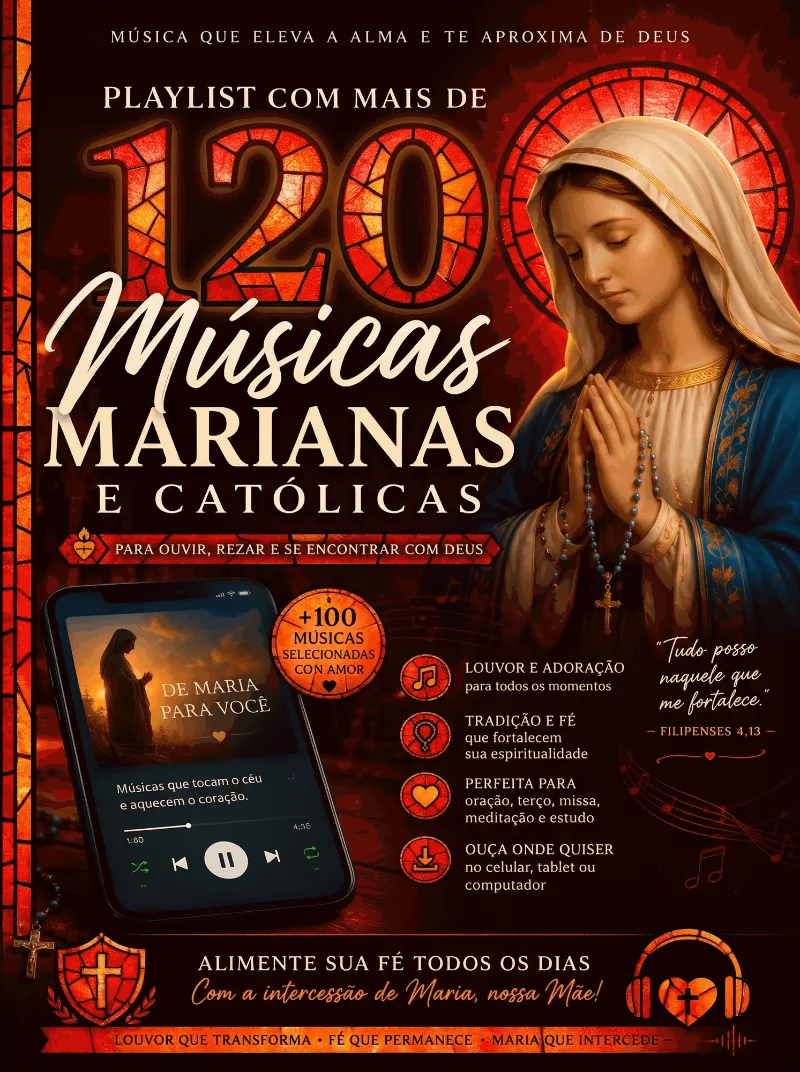 MÚSICA QUE ELEVA A ALMA E TE APROXIMA DE DEUS
PLAYLIST COM MAIS DE
120
Músicas
MARIANAS
E CATÓLICAS
PARA OUVIR, REZAR E SE ENCONTRAR COM DEUS
+100
MÚSICAS
SELECIONADAS
CON AMOR
DE MARIA
PARA VOCÊ
Músicas que tocam o céu
e aquecem o coração.
1:80
4:56
LOUVOR E ADORAÇÃO
para todos os momentos
TRADIÇÃO E FÉ
que fortalecem
sua espiritualidade
PERFEITA PARA
oração, terço, missa,
meditação e estudo
OUÇA ONDE QUISER
no celular, tablet ou
computador
"Tudo posso
naquele que
me fortalece."
– FILIPENSES 4,13 –
ALIMENTE SUA FÉ TODOS OS DIAS
Com a intercessão de Maria, nossa Mãe!
LOUVOR QUE TRANSFORMA • FÉ QUE PERMANECE • MARIA QUE INTERCEDE –